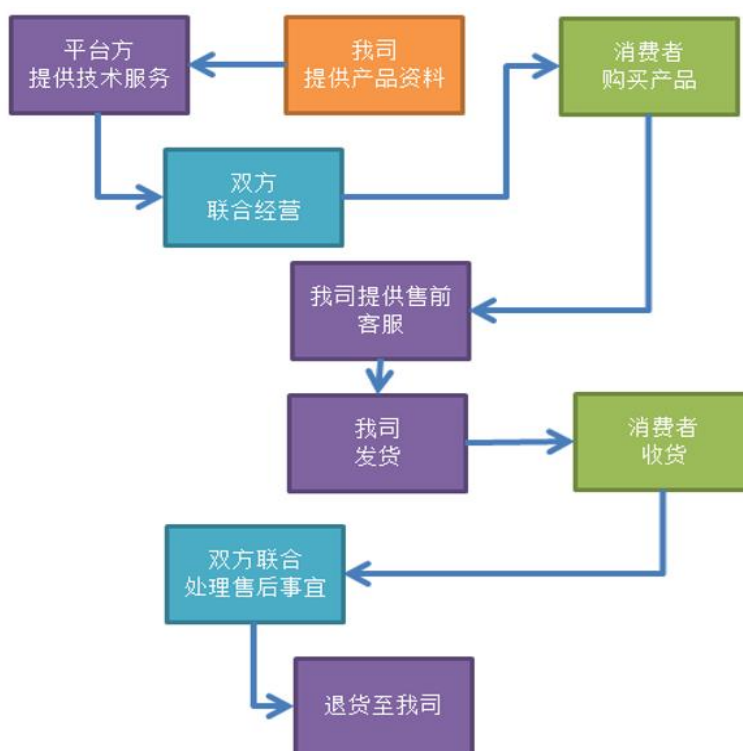 平台方
提供技术服务
我司
提供产品资料
消费者
购买产品
双方
联合经营
我司提供售前
客服
我司
发货
消费者
收货
双方联合
处理售后事宜
退货至我司